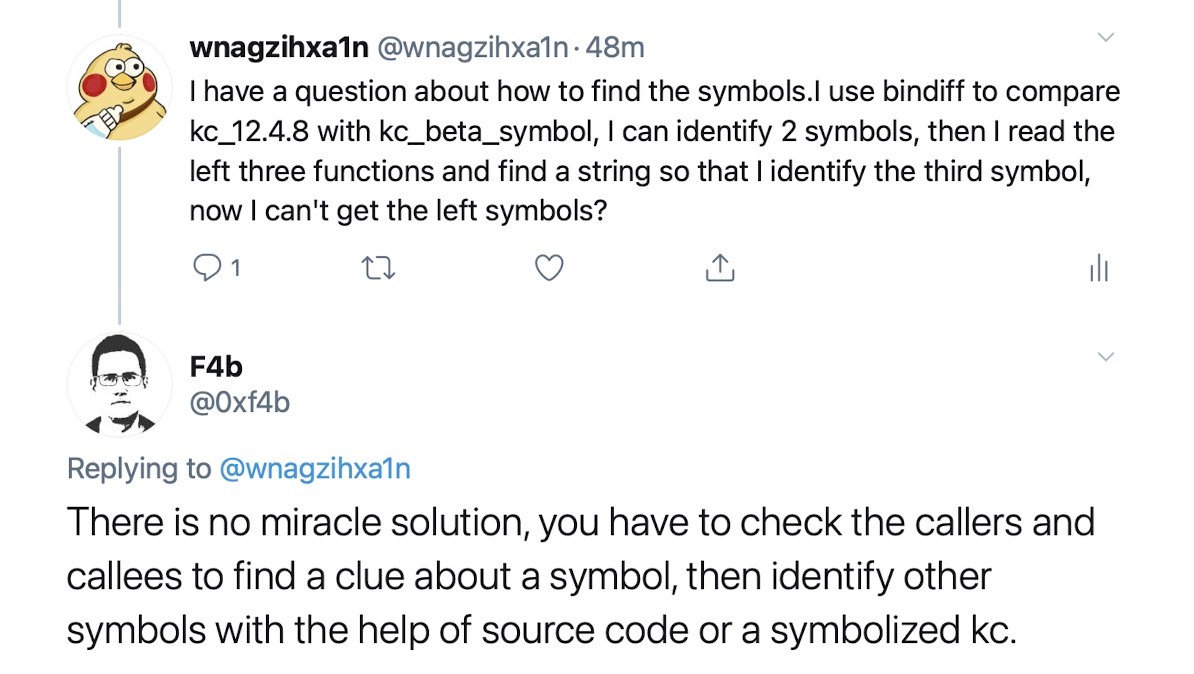 wnagzihxa1n @wnagzihxa1n · 48m
I have a question about how to find the symbols.I use bindiff to compare
kc_12.4.8 with kc_beta_symbol, I can identify 2 symbols, then I read the
left three functions and find a string so that I identify the third symbol,
now I can't get the left symbols?
1
F4b
@0xf4b
Replying to @wnagzihxa1n
There is no miracle solution, you have to check the callers and
callees to find a clue about a symbol, then identify other
symbols with the help of source code or a symbolized kc.